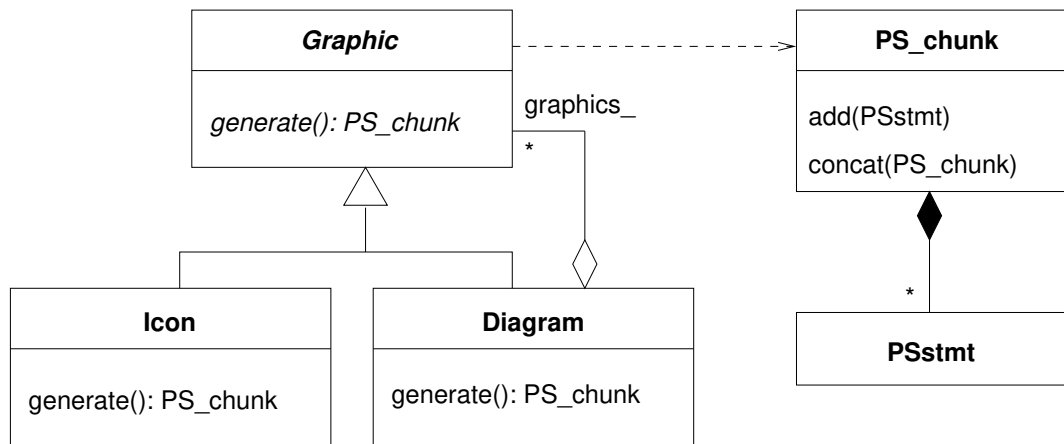 Graphic
generate(): PS_chunk
graphics_
*
PS_chunk
add(PSstmt)
concat(PS_chunk)
*
Icon
generate(): PS_chunk
Diagram
generate(): PS_chunk
PSstmt